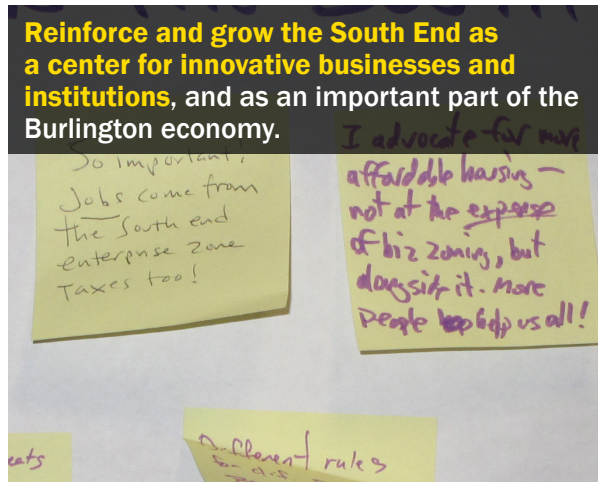 Reinforce and grow the South End as
a center for innovative businesses and
institutions, and as an important part of the
Burlington economy.
So important!
Jobs come from
the South end
enterprise zone
Taxes too!
I advocate for more
affordable housing –
not at the expense
of biz zoning, but
alongside it. More
people help us all!
Different rules
for